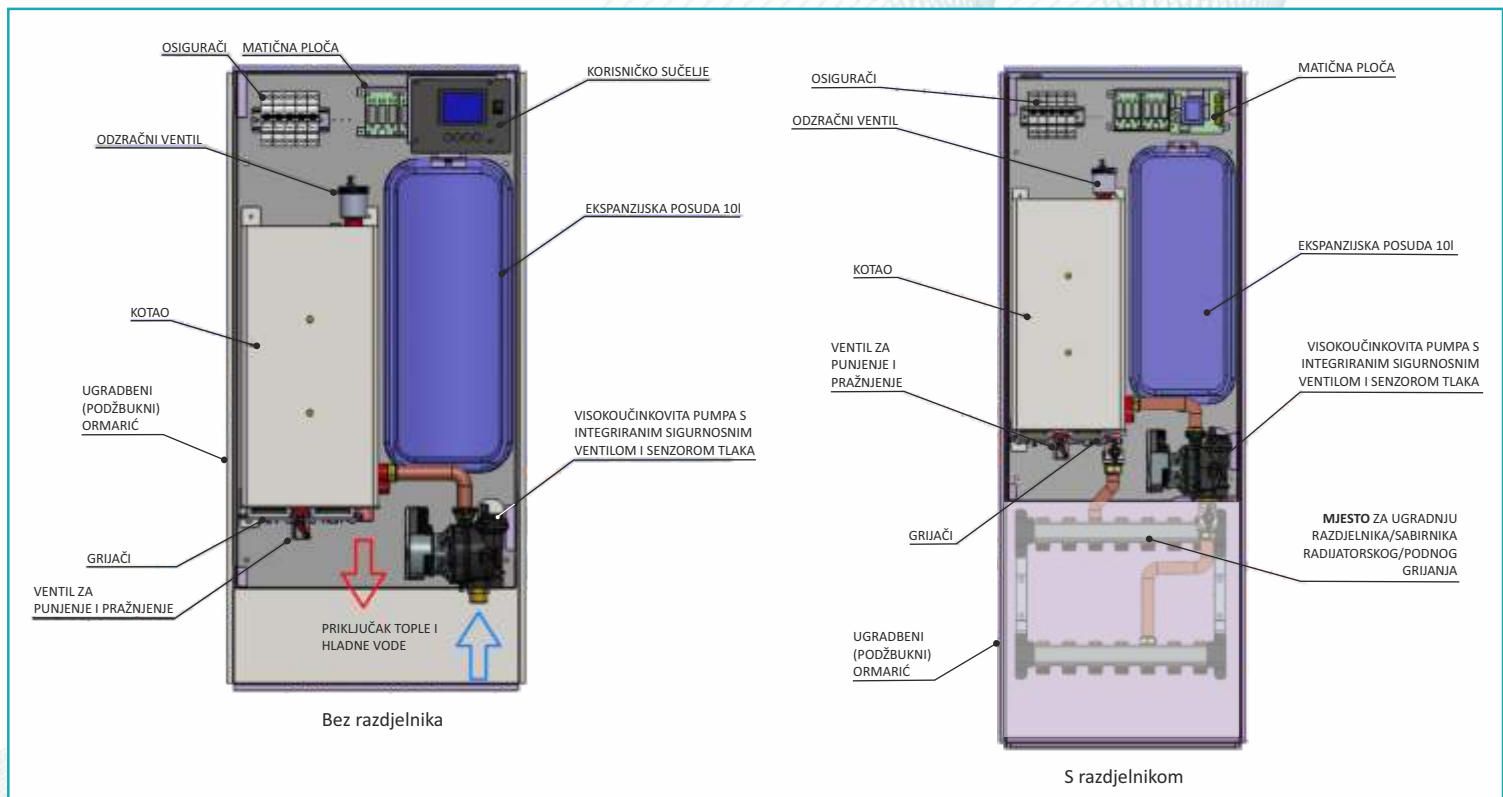 OSIGURAČI
MATIČNA PLOČA
KORISNIČKO SUČELJE
ODZRAČNI VENTIL
EKSPANZIJSKA POSUDA 10l
KOTAO
UGRADBENI
(PODŽBUKNI)
ORMARIĆ
VISOKOUČINKOVITA PUMPA S
INTEGRIRANIM SIGURNOSNIM
VENTILOM I SENZOROM TLAKA
GRIJAČI
VENTIL ZA
PUNJENJE I PRAŽNJENJE
PRIKLJUČAK TOPLE I
HLADNE VODE
Bez razdjelnika
OSIGURAČI
MATIČNA PLOČA
ODZRAČNI VENTIL
EKSPANZIJSKA POSUDA 10l
KOTAO
VENTIL ZA
PUNJENJE I
PRAŽNJENJE
VISOKOUČINKOVITA PUMPA S
INTEGRIRANIM SIGURNOSNIM
VENTILOM I SENZOROM TLAKA
GRIJAČI
MJESTO ZA UGRADNJU
RAZDJELNIKA/SABIRNIKA
RADIJATORSKOG/PODNOG
GRIJANJA
UGRADBENI
(PODŽBUKNI)
ORMARIĆ
S razdjelnikom